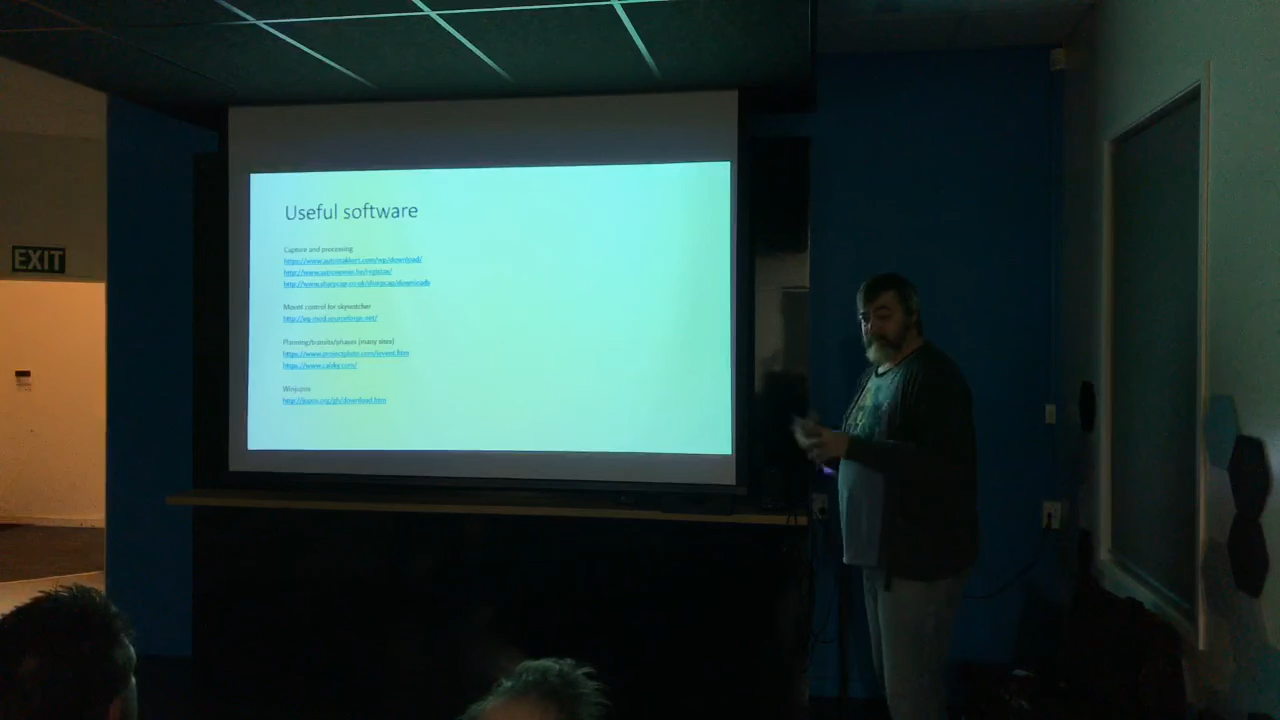 EXIT
Useful software
Capture and processing
https://www.autostakkert.com/wp/download/
http://www.astronomie.be/registax/
http://www.sharpcap.co.uk/sharpcap/downloads
Mount control for skywatcher
http://eq-mod.sourceforge.net/
Planning/transits/phases (many sites)
https://www.calsky.com/
Winjupos
http://jupos.org/gh/download.htm